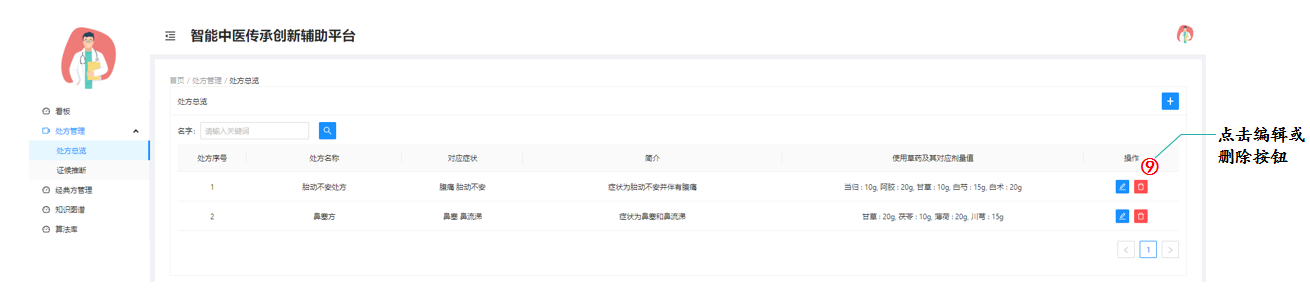 智能中医传承创新辅助平台
首页 / 处方管理 / 处方总览
看板
处方管理
处方总览
证候推断
经典方管理
知识图谱
算法库
处方总览
+
名字: 请输入关键词
处方序号 处方名称 对应症状 简介 使用草药及其对应剂量值 操作
1 胎动不安处方 腹痛 胎动不安 症状为胎动不安并伴有腹痛 当归 : 10g, 阿胶 : 20g, 甘草 : 10g, 白芍 : 15g, 白术 : 20g
2 鼻塞方 鼻塞 鼻流涕 症状为鼻塞和鼻流涕 甘草 : 20g, 茯苓 : 10g, 薄荷 : 20g, 川芎 : 15g
< 1 >
⑨
点击编辑或
删除按钮